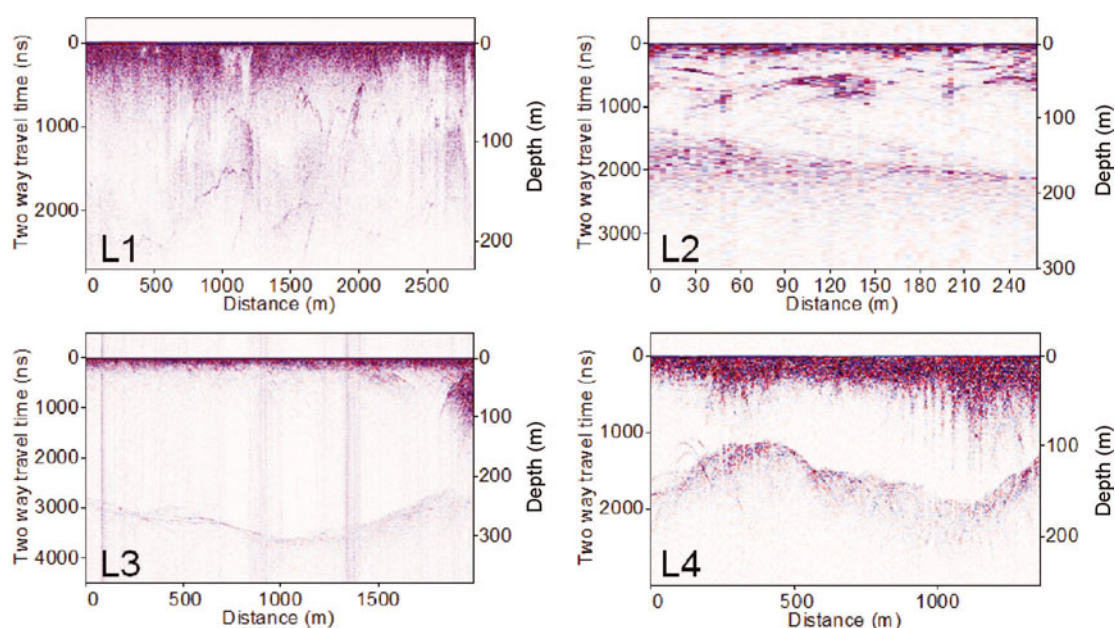 Two way travel time (ns)
0
1000
2000
0
100
200
Depth (m)
L1
0 500 1000 1500 2000 2500
Distance (m)
Two way travel time (ns)
0
1000
2000
3000
0
100
200
300
Depth (m)
L2
0 30 60 90 120 150 180 210 240
Distance (m)
Two way travel time (ns)
0
1000
2000
3000
4000
0
100
200
300
Depth (m)
L3
0 500 1000 1500
Distance (m)
Two way travel time (ns)
0
1000
2000
0
100
200
Depth (m)
L4
0 500 1000
Distance (m)